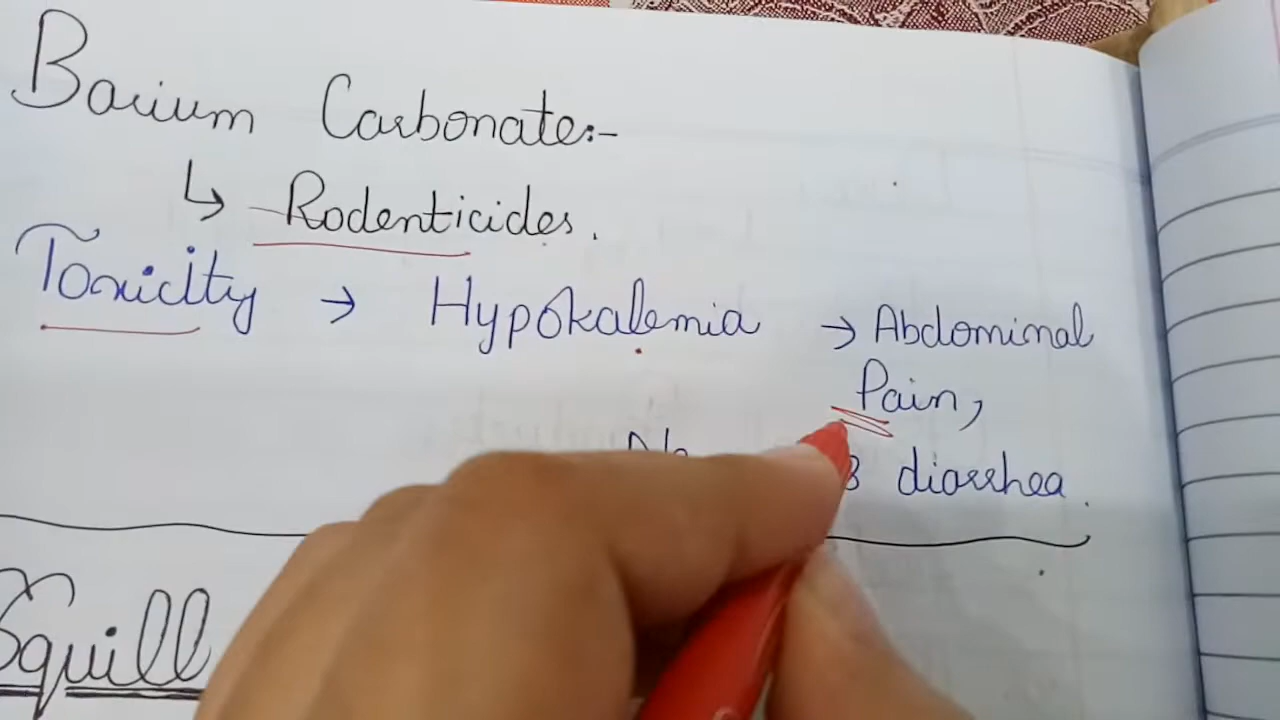 Barium Carbonate:-
↳ Rodenticides.
Toxicity → Hypokalemia → Abdominal
Pain,
diarrhea.
Squill